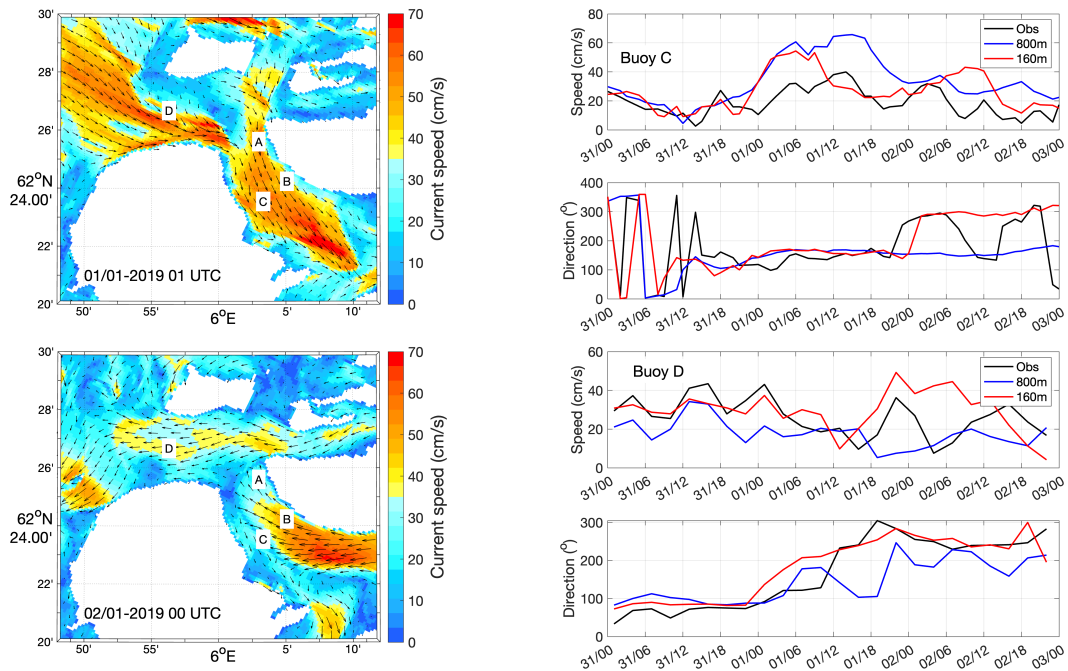 30'
28'
26'
62°N
24.00'
22'
20'
50'
55'
6°E
5'
10'
D
A
B
C
01/01-2019 01 UTC
70
60
50
40
30
20
10
0
Current speed (cm/s)
30'
28'
26'
62°N
24.00'
22'
20'
50'
55'
6°E
5'
10'
D
A
B
C
02/01-2019 00 UTC
70
60
50
40
30
20
10
0
Current speed (cm/s)
Buoy C
Obs
800m
160m
Speed (cm/s)
80
60
40
20
0
31/00 31/06 31/12 31/18 01/00 01/06 01/12 01/18 02/00 02/06 02/12 02/18 03/00
Direction (°)
400
300
200
100
0
31/00 31/06 31/12 31/18 01/00 01/06 01/12 01/18 02/00 02/06 02/12 02/18 03/00
Buoy D
Obs
800m
160m
Speed (cm/s)
60
40
20
0
31/00 31/06 31/12 31/18 01/00 01/06 01/12 01/18 02/00 02/06 02/12 02/18 03/00
Direction (°)
300
200
100
0
31/00 31/06 31/12 31/18 01/00 01/06 01/12 01/18 02/00 02/06 02/12 02/18 03/00